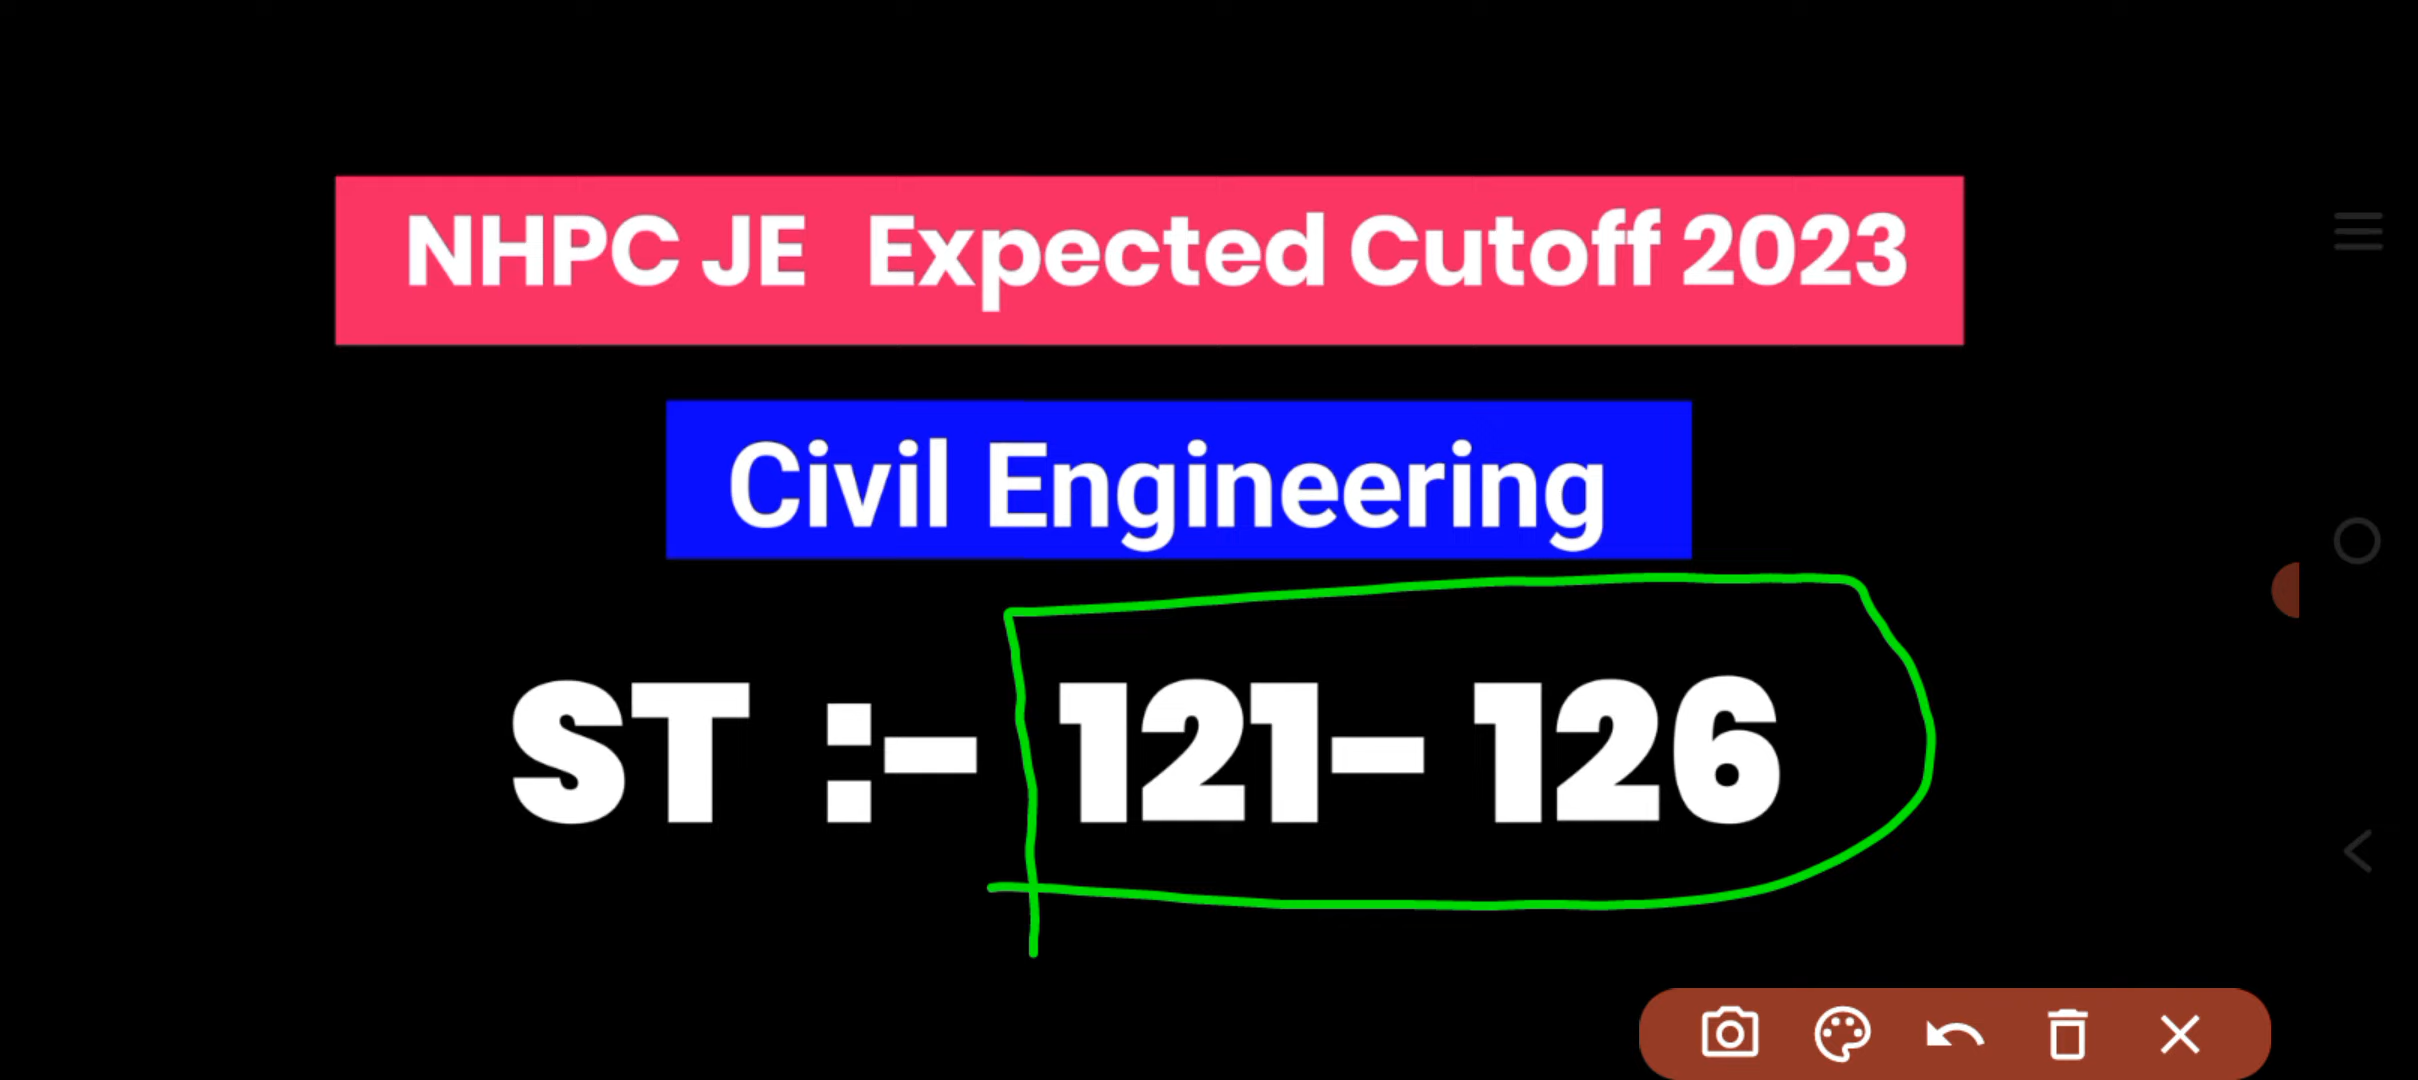 NHPC JE Expected Cutoff 2023
Civil Engineering
ST :- 121- 126